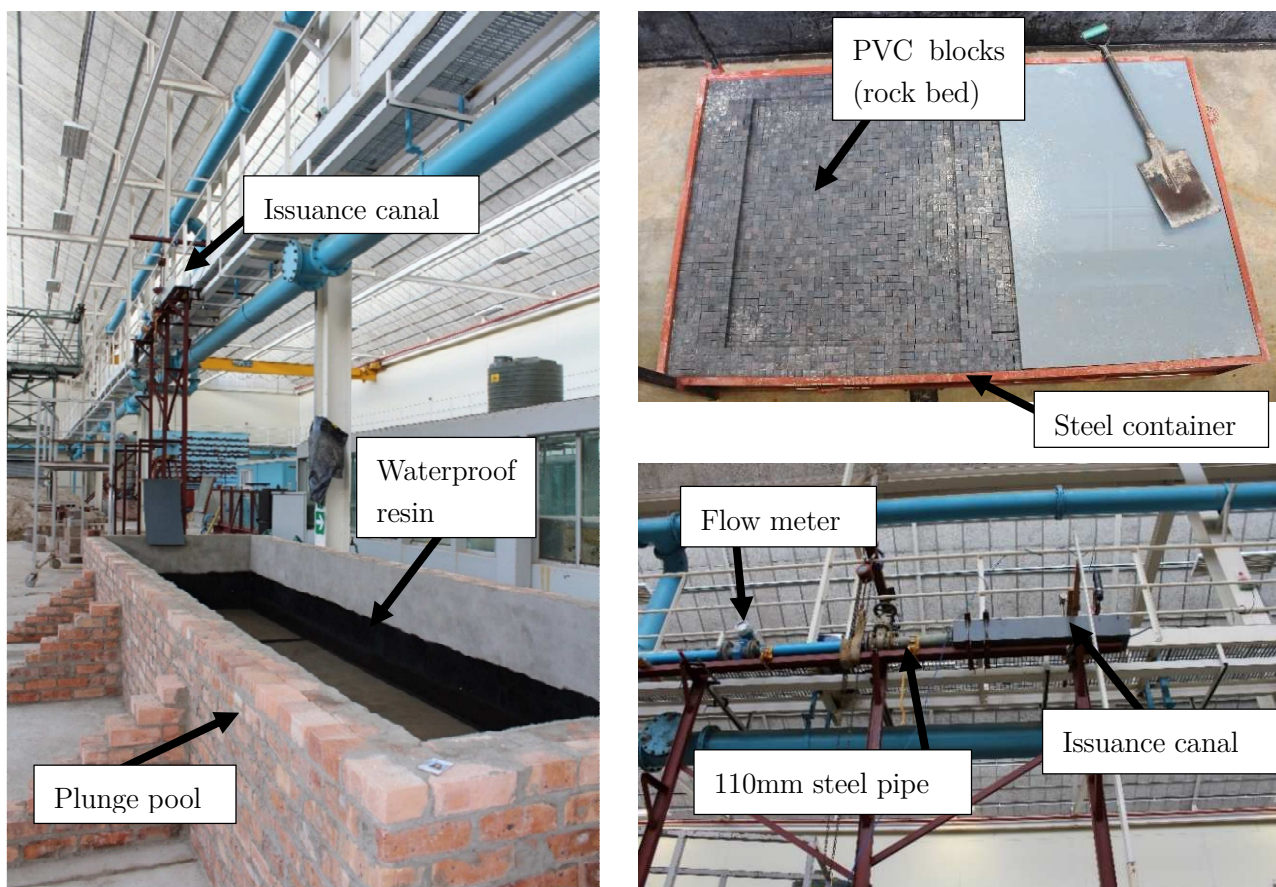 Issuance canal
Waterproof
resin
Plunge pool
PVC blocks
(rock bed)
Steel container
Flow meter
110mm steel pipe
Issuance canal